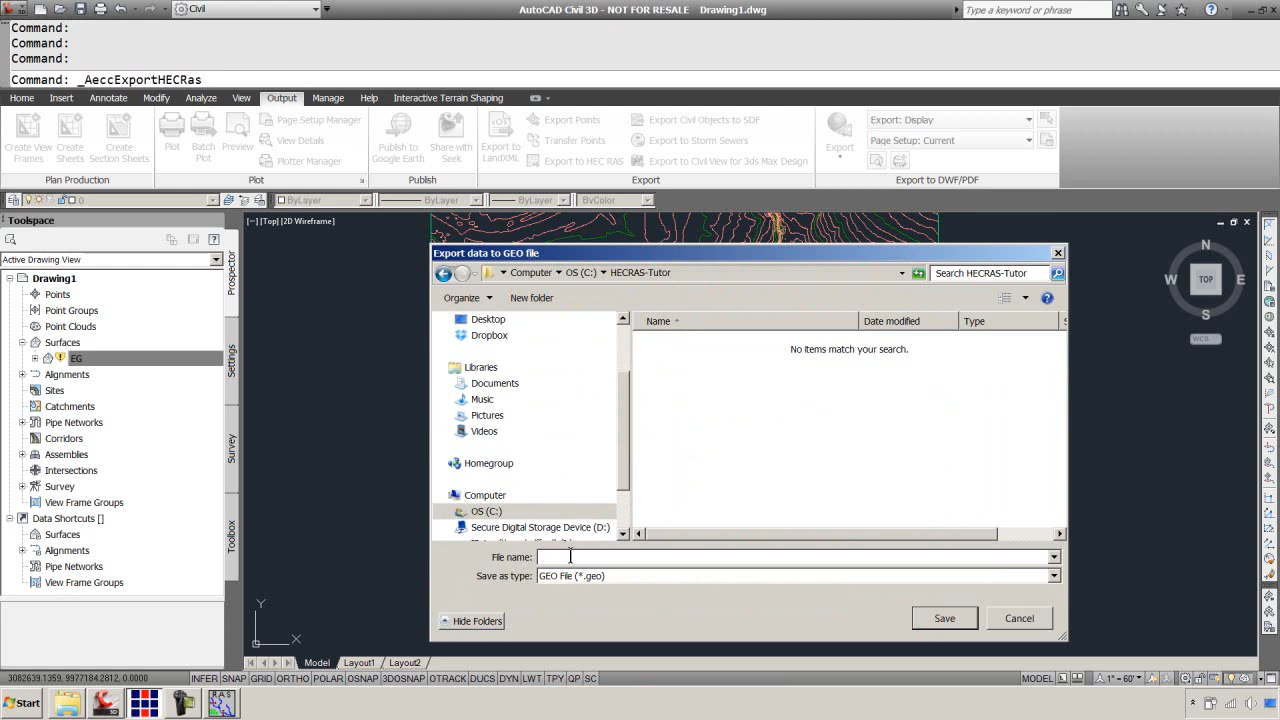 Civil
AutoCAD Civil 3D - NOT FOR RESALE Drawing1.dwg
Type a keyword or phrase
Command:
Command:
Command:
Command: _AeccExportHECRas
Home Insert Annotate Modify Analyze View Output Manage Help Interactive Terrain Shaping
Create View Frames
Create Sheets
Create Section Sheets
Plan Production
Plot
Batch Plot
Preview
Page Setup Manager
View Details
Plotter Manager
Plot
Publish to Google Earth
Share with Seek
Publish
Export to LandXML
Export Points
Transfer Points
Export to HEC RAS
Export Civil Objects to SDF
Export to Storm Sewers
Export to Civil View for 3ds Max Design
Export
Export
Export: Display
Page Setup: Current
Export to DWF/PDF
0
ByLayer
ByLayer
ByLayer
ByColor
Toolspace
Active Drawing View
Drawing1
Points
Point Groups
Point Clouds
Surfaces
EG
Alignments
Sites
Catchments
Pipe Networks
Corridors
Assemblies
Intersections
Survey
View Frame Groups
Data Shortcuts []
Surfaces
Alignments
Pipe Networks
View Frame Groups
Prospector
Settings
Survey
Toolbox
[−] [Top] [2D Wireframe]
N
W TOP E
S
WCS
Export data to GEO file
Computer OS (C:) HECRAS-Tutor
Search HECRAS-Tutor
Organize New folder
Desktop
Dropbox
Libraries
Documents
Music
Pictures
Videos
Homegroup
Computer
OS (C:)
Secure Digital Storage Device (D:)
Name Date modified Type S
No items match your search.
File name:
Save as type: GEO File (*.geo)
Hide Folders
Save Cancel
Y
X
Model Layout1 Layout2
3082639.1359, 9977184.2812, 0.0000
INFER SNAP GRID ORTHO POLAR OSNAP 3DOSNAP OTRACK DUCS DYN LWT TPY QP SC
MODEL
1" = 60'
Start
RAS